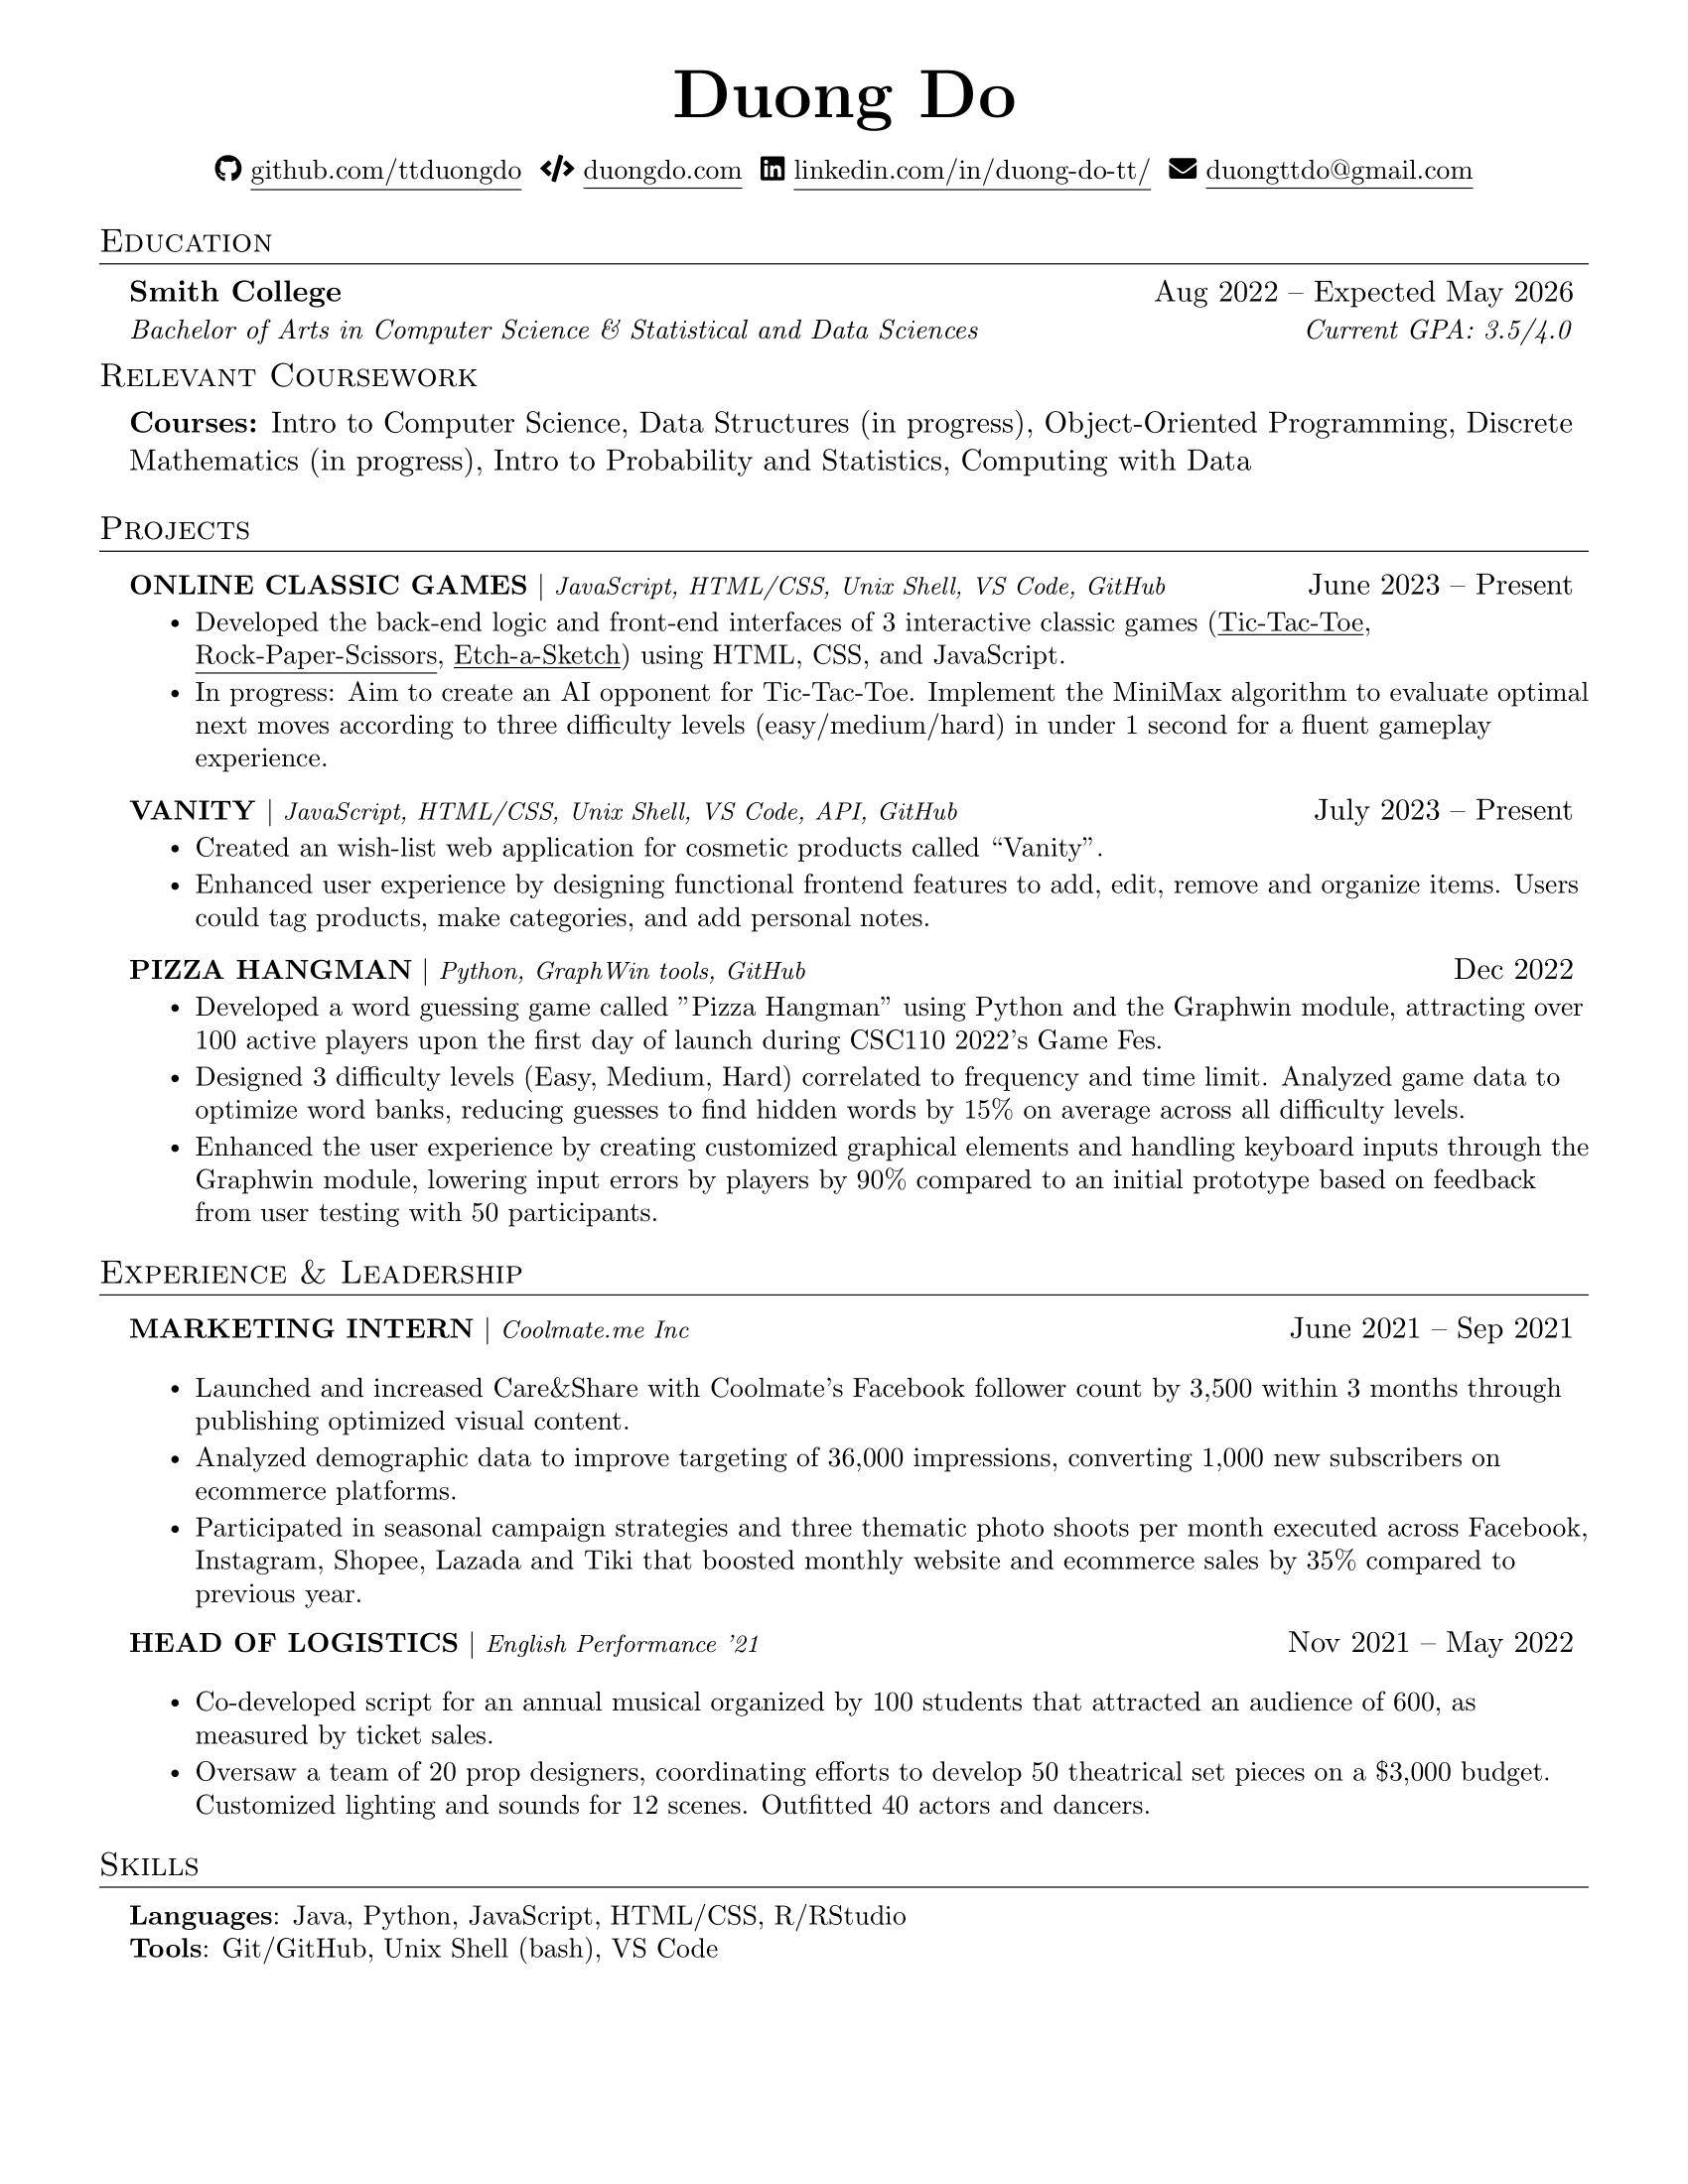 Duong Do
github.com/ttduongdo duongdo.com linkedin.com/in/duong-do-tt/ duongttdo@gmail.com
Education
Smith College Aug 2022 – Expected May 2026
Bachelor of Arts in Computer Science & Statistical and Data Sciences Current GPA: 3.5/4.0
Relevant Coursework
Courses: Intro to Computer Science, Data Structures (in progress), Object-Oriented Programming, Discrete
Mathematics (in progress), Intro to Probability and Statistics, Computing with Data
Projects
ONLINE CLASSIC GAMES | JavaScript, HTML/CSS, Unix Shell, VS Code, GitHub June 2023 – Present
• Developed the back-end logic and front-end interfaces of 3 interactive classic games (Tic-Tac-Toe,
Rock-Paper-Scissors, Etch-a-Sketch) using HTML, CSS, and JavaScript.
• In progress: Aim to create an AI opponent for Tic-Tac-Toe. Implement the MiniMax algorithm to evaluate optimal
next moves according to three difficulty levels (easy/medium/hard) in under 1 second for a fluent gameplay
experience.
VANITY | JavaScript, HTML/CSS, Unix Shell, VS Code, API, GitHub July 2023 – Present
• Created an wish-list web application for cosmetic products called “Vanity”.
• Enhanced user experience by designing functional frontend features to add, edit, remove and organize items. Users
could tag products, make categories, and add personal notes.
PIZZA HANGMAN | Python, GraphWin tools, GitHub Dec 2022
• Developed a word guessing game called ”Pizza Hangman” using Python and the Graphwin module, attracting over
100 active players upon the first day of launch during CSC110 2022’s Game Fes.
• Designed 3 difficulty levels (Easy, Medium, Hard) correlated to frequency and time limit. Analyzed game data to
optimize word banks, reducing guesses to find hidden words by 15% on average across all difficulty levels.
• Enhanced the user experience by creating customized graphical elements and handling keyboard inputs through the
Graphwin module, lowering input errors by players by 90% compared to an initial prototype based on feedback
from user testing with 50 participants.
Experience & Leadership
MARKETING INTERN | Coolmate.me Inc June 2021 – Sep 2021
• Launched and increased Care&Share with Coolmate’s Facebook follower count by 3,500 within 3 months through
publishing optimized visual content.
• Analyzed demographic data to improve targeting of 36,000 impressions, converting 1,000 new subscribers on
ecommerce platforms.
• Participated in seasonal campaign strategies and three thematic photo shoots per month executed across Facebook,
Instagram, Shopee, Lazada and Tiki that boosted monthly website and ecommerce sales by 35% compared to
previous year.
HEAD OF LOGISTICS | English Performance ’21 Nov 2021 – May 2022
• Co-developed script for an annual musical organized by 100 students that attracted an audience of 600, as
measured by ticket sales.
• Oversaw a team of 20 prop designers, coordinating efforts to develop 50 theatrical set pieces on a $3,000 budget.
Customized lighting and sounds for 12 scenes. Outfitted 40 actors and dancers.
Skills
Languages: Java, Python, JavaScript, HTML/CSS, R/RStudio
Tools: Git/GitHub, Unix Shell (bash), VS Code